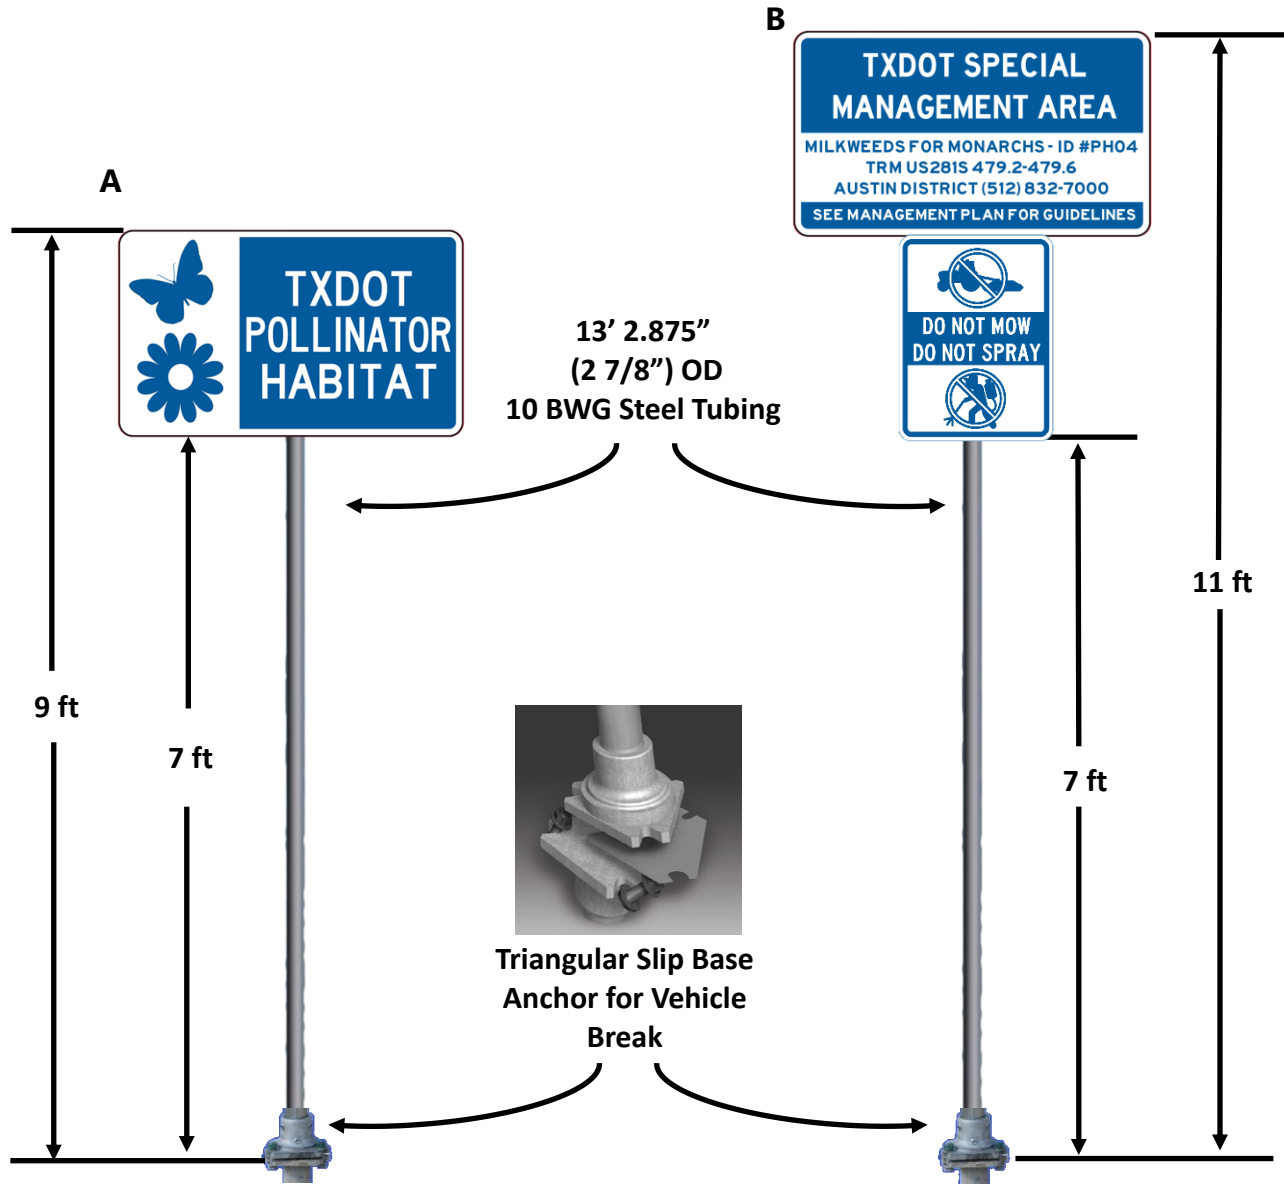 A
TXDOT
POLLINATOR
HABITAT
9 ft
7 ft
13’ 2.875”
(2 7/8”) OD
10 BWG Steel Tubing
Triangular Slip Base
Anchor for Vehicle
Break
B
TXDOT SPECIAL
MANAGEMENT AREA
MILKWEEDS FOR MONARCHS - ID #PH04
TRM US281S 479.2-479.6
AUSTIN DISTRICT (512) 832-7000
SEE MANAGEMENT PLAN FOR GUIDELINES
DO NOT MOW
DO NOT SPRAY
7 ft
11 ft